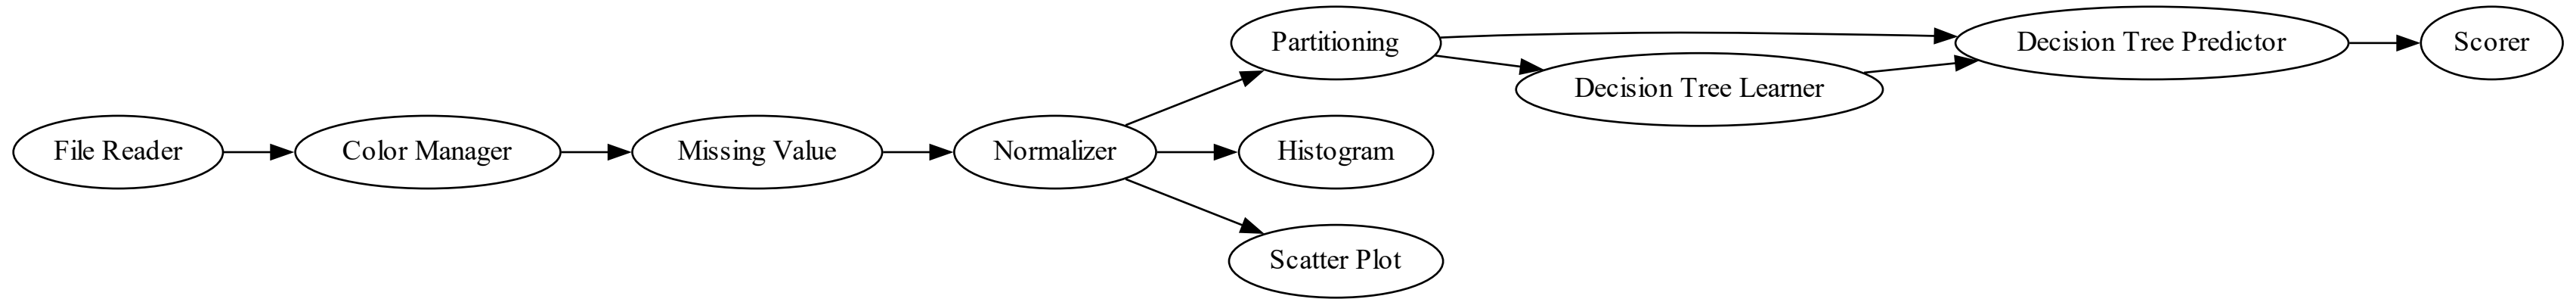 File Reader
Color Manager
Missing Value
Normalizer
Partitioning
Histogram
Scatter Plot
Decision Tree Learner
Decision Tree Predictor
Scorer